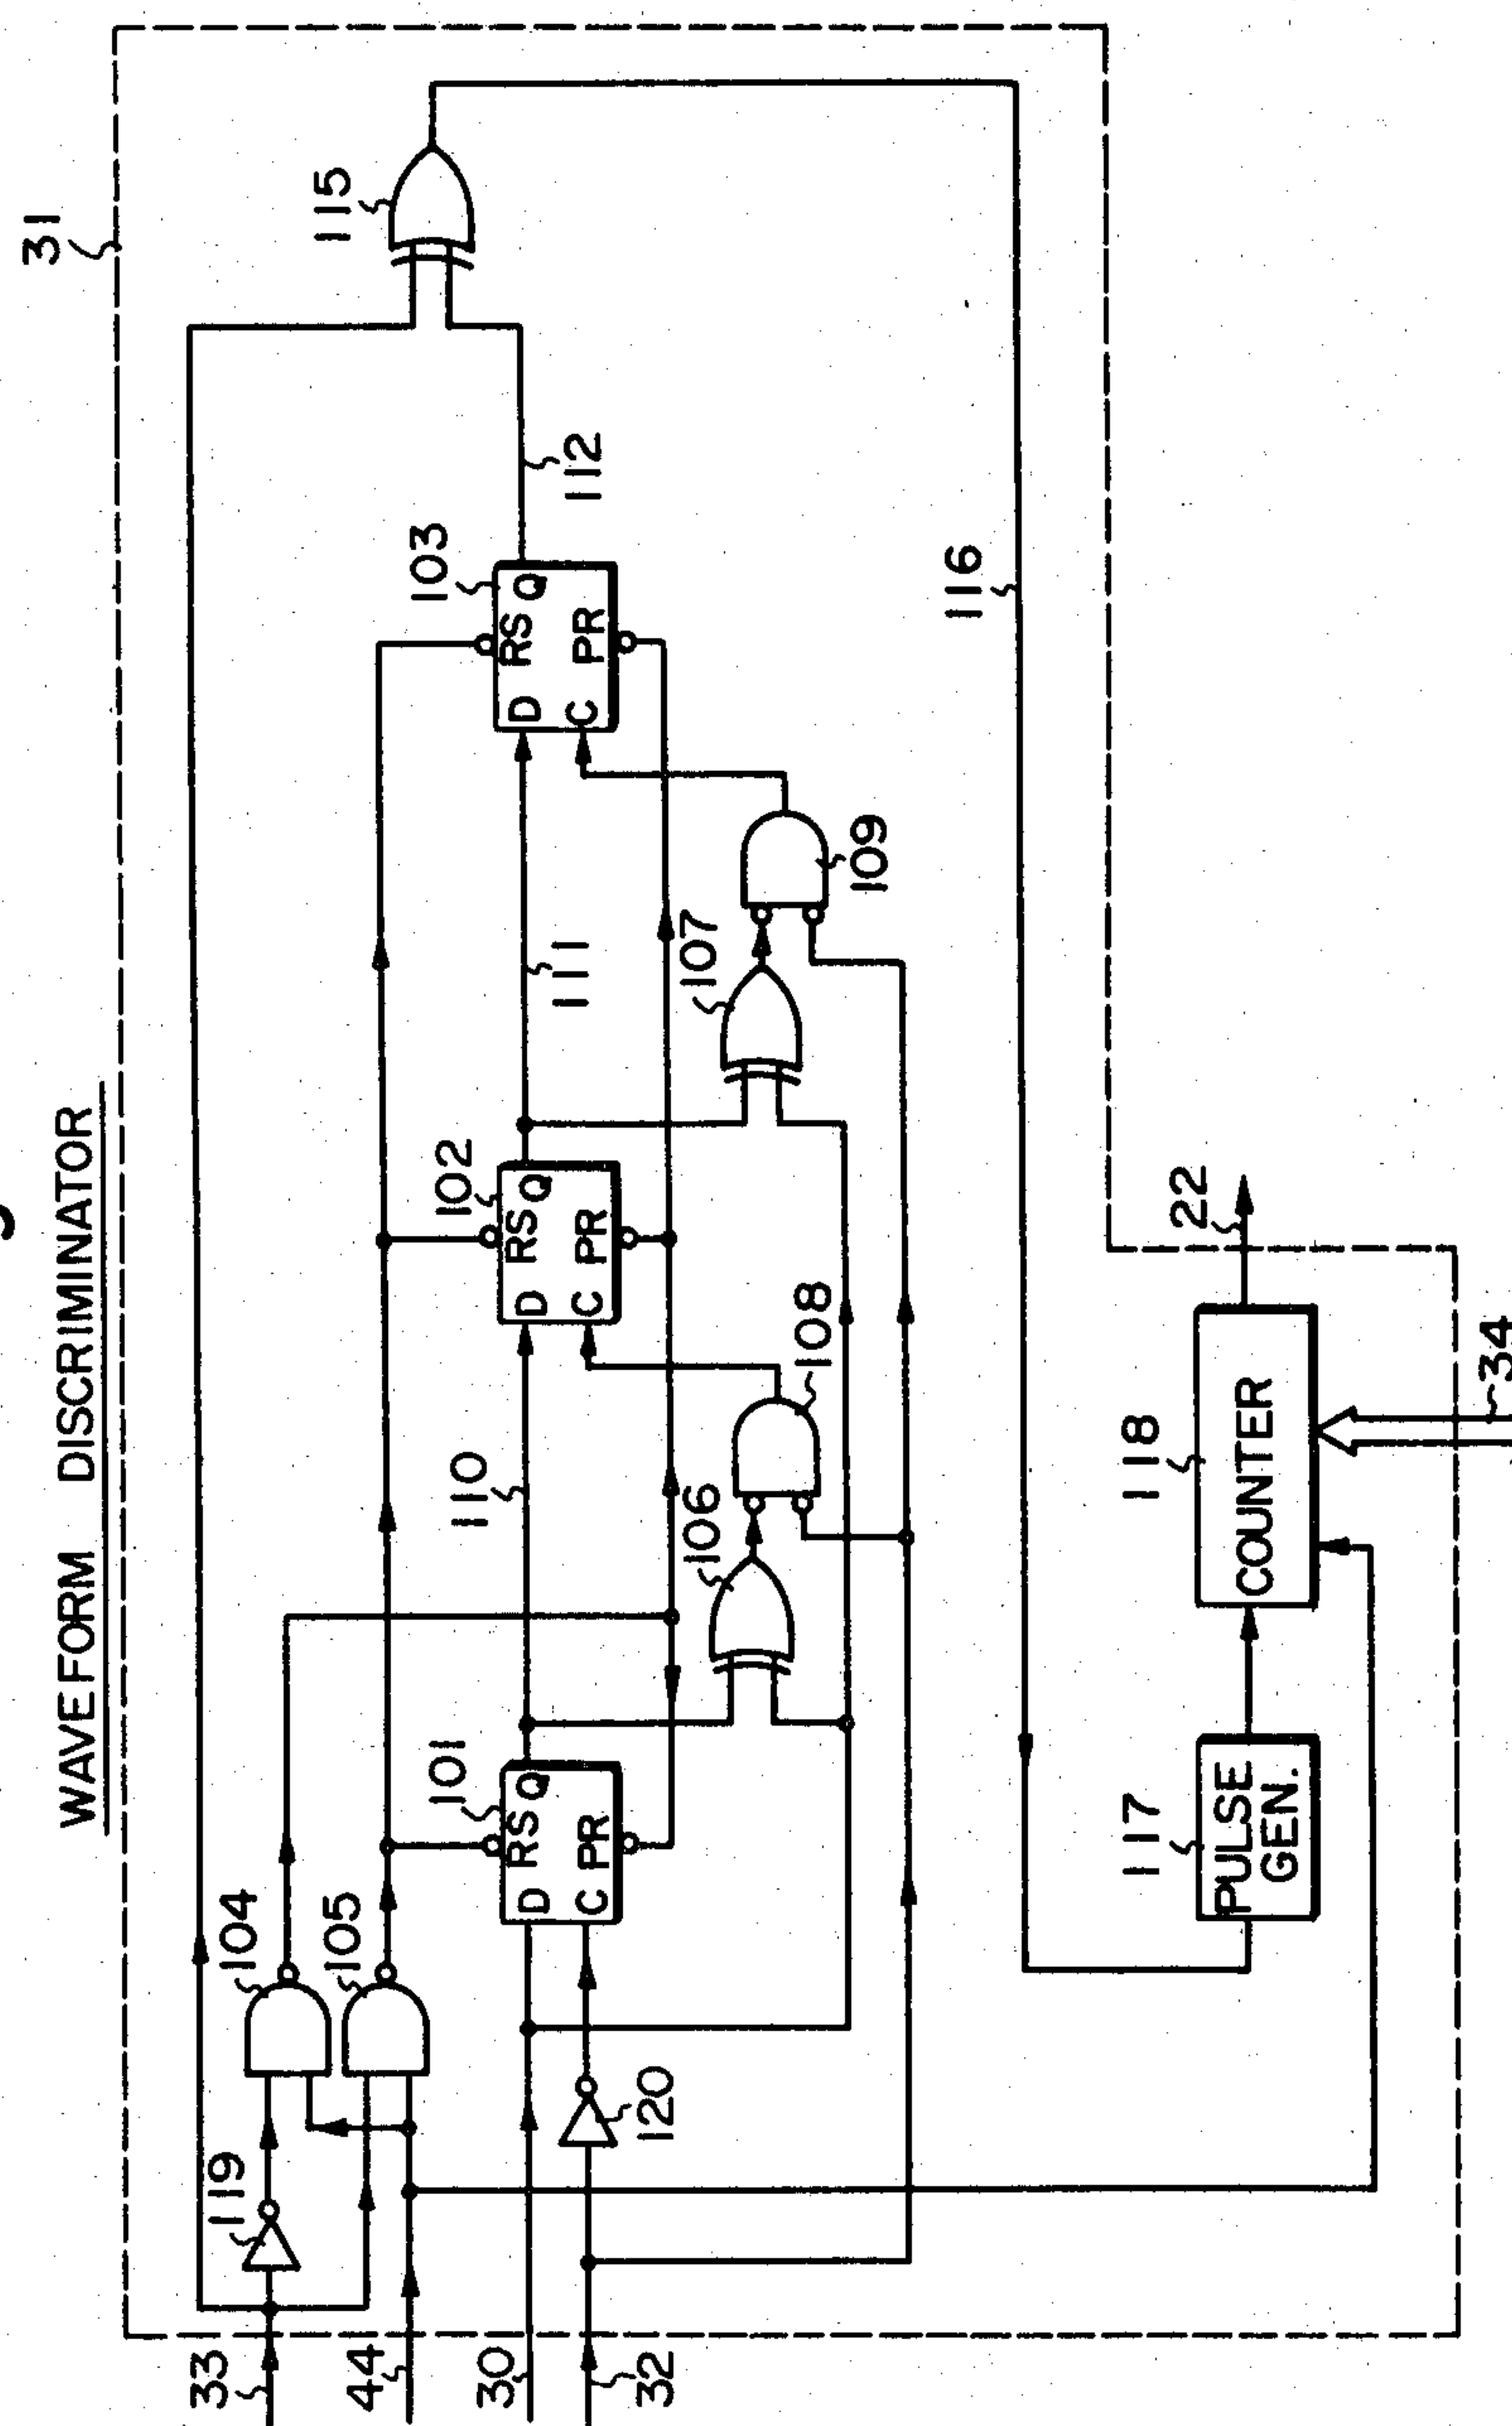 WAVEFORM DISCRIMINATOR
31
33
44
30
32
119
104
105
120
101
D
RS
Q
C
PR
110
106
108
102
D
RS
Q
C
PR
111
107
109
103
D
RS
Q
C
PR
112
115
116
117
PULSE
GEN.
118
COUNTER
22
34